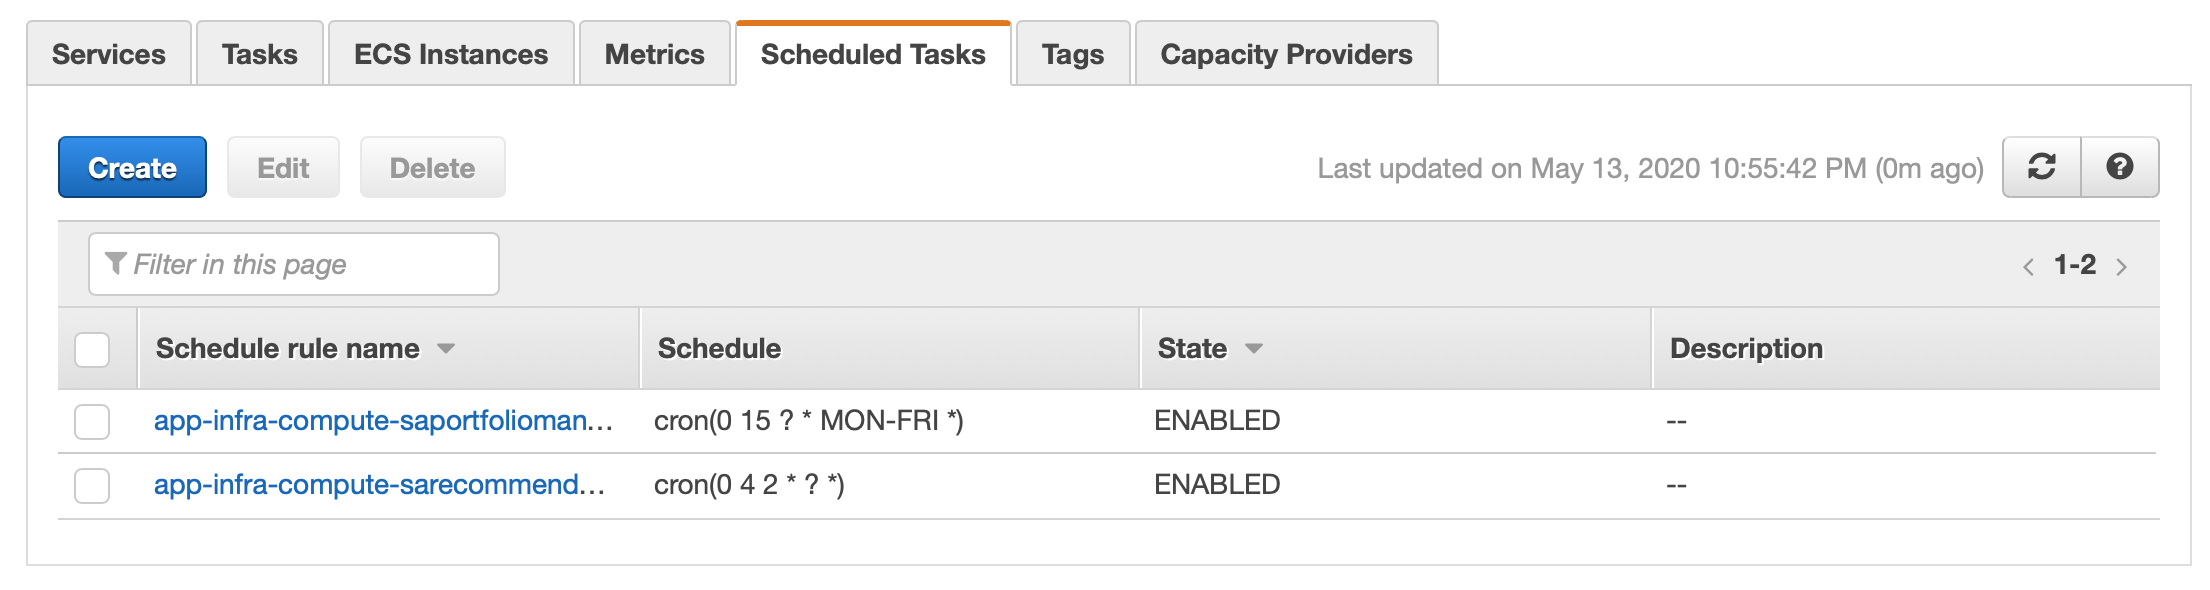 Services Tasks ECS Instances Metrics Scheduled Tasks Tags Capacity Providers
Create Edit Delete Last updated on May 13, 2020 10:55:42 PM (0m ago)
Filter in this page 1-2
Schedule rule name Schedule State Description
app-infra-compute-saportfolioman... cron(0 15 ? * MON-FRI *) ENABLED --
app-infra-compute-sarecommend... cron(0 4 2 * ? *) ENABLED --